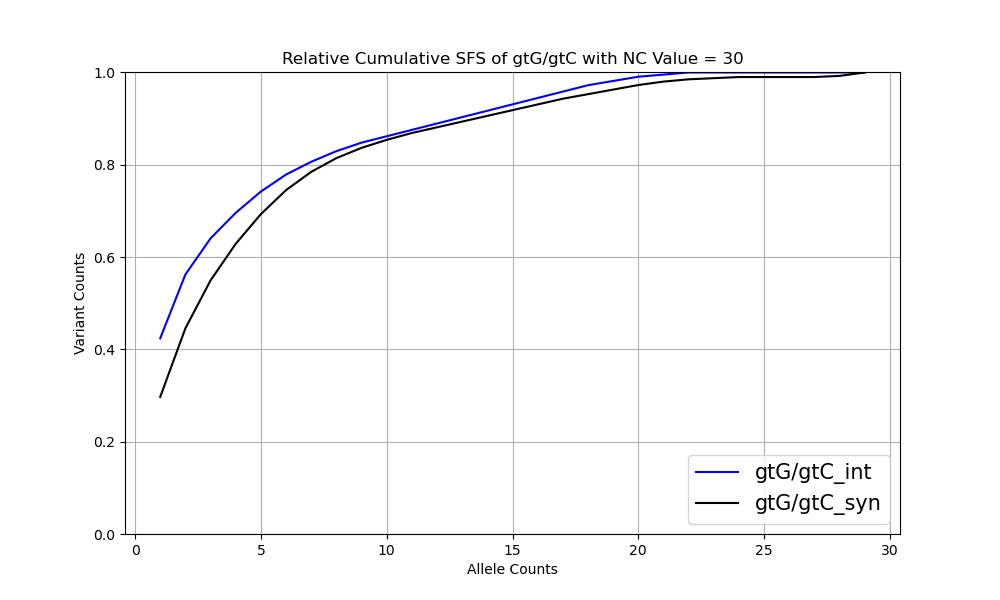 Relative Cumulative SFS of gtG/gtC with NC Value = 30
1.0
0.8
0.6
0.4
0.2
0.0
Variant Counts
gtG/gtC_int
gtG/gtC_syn
0 5 10 15 20 25 30
Allele Counts